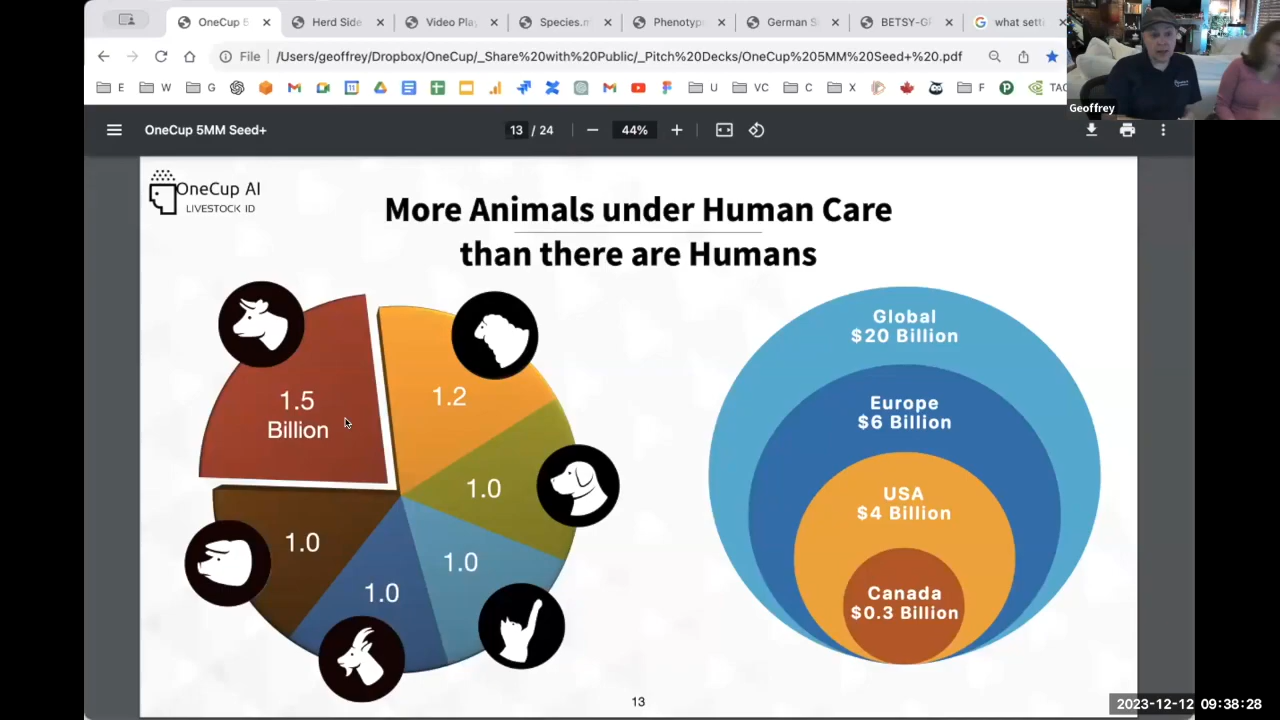 OneCup 5
Herd Side
Video Play
Species.m
Phenotyp
German S
BETSY-G
what setti
File
/Users/geoffrey/Dropbox/OneCup/_Share%20with%20Public/_Pitch%20Decks/OneCup%205MM%20Seed+%20.pdf
E
W
G
31
U
VC
C
X
F
TAC
Geoffrey
OneCup 5MM Seed+
13 / 24
44%
OneCup AI
LIVESTOCK ID
More Animals under Human Care
than there are Humans
1.5
Billion
1.2
1.0
1.0
1.0
1.0
Global
$20 Billion
Europe
$6 Billion
USA
$4 Billion
Canada
$0.3 Billion
13
2023-12-12 09:38:28